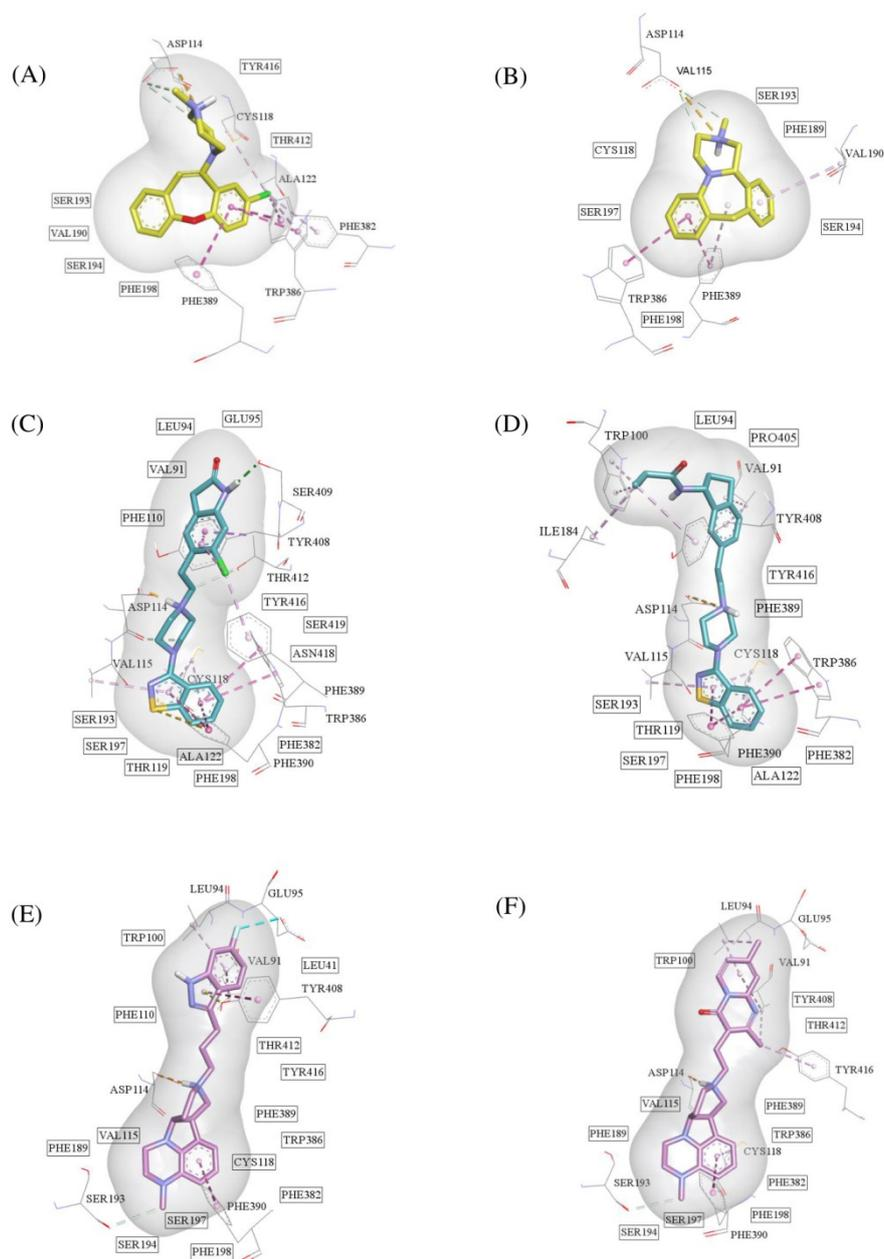 (A)
ASP114
TYR416
CYS118
THR412
ALA122
SER193
VAL190
SER194
PHE382
PHE198
PHE389
TRP386
(B)
ASP114
VAL115
SER193
PHE189
CYS118
VAL190
SER197
SER194
TRP386
PHE389
PHE198
(C)
GLU95
LEU94
VAL91
SER409
PHE110
TYR408
THR412
ASP114
TYR416
SER419
ASN418
VAL115
CYS118
PHE389
SER193
TRP386
SER197
ALA122
PHE382
THR119
PHE390
PHE198
(D)
LEU94
TRP100
PRO405
VAL91
TYR408
ILE184
TYR416
ASP114
PHE389
VAL115
CYS118
TRP386
SER193
THR119
PHE390
PHE382
SER197
PHE198
ALA122
(E)
LEU94
GLU95
TRP100
VAL91
LEU41
TYR408
PHE110
THR412
TYR416
ASP114
PHE389
VAL115
TRP386
PHE189
CYS118
PHE382
SER193
PHE390
SER197
SER194
PHE198
(F)
LEU94
GLU95
TRP100
VAL91
TYR408
THR412
TYR416
ASP114
VAL115
PHE389
TRP386
PHE189
CYS118
PHE382
SER193
PHE198
SER197
SER194
PHE390